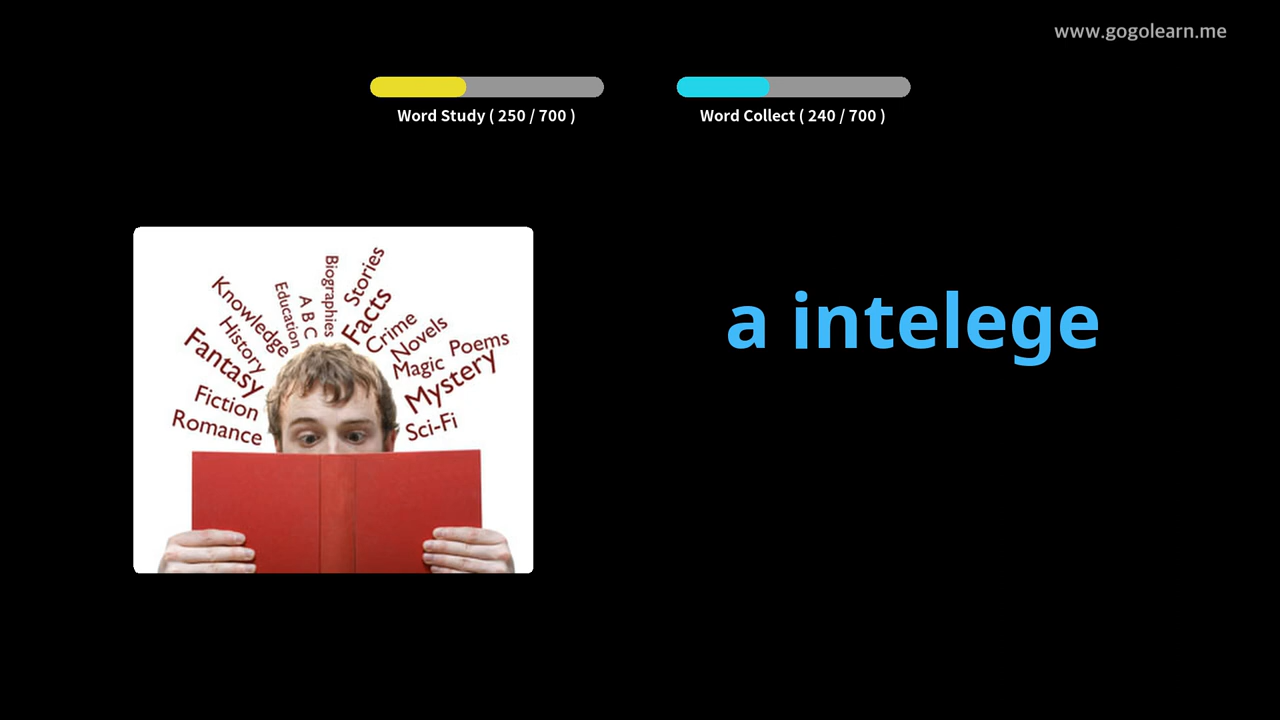 www.gogolearn.me
Word Study ( 250 / 700 )
Word Collect ( 240 / 700 )
a intelege
Knowledge
Education
A B C
Biographies
Stories
Facts
Crime
Novels
Poems
Magic
Mystery
Sci-Fi
History
Fantasy
Fiction
Romance